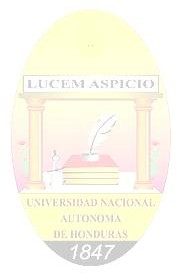 LUCEM ASPICIO
UNIVERSIDAD NACIONAL
AUTONOMA
DE HONDURAS
1847